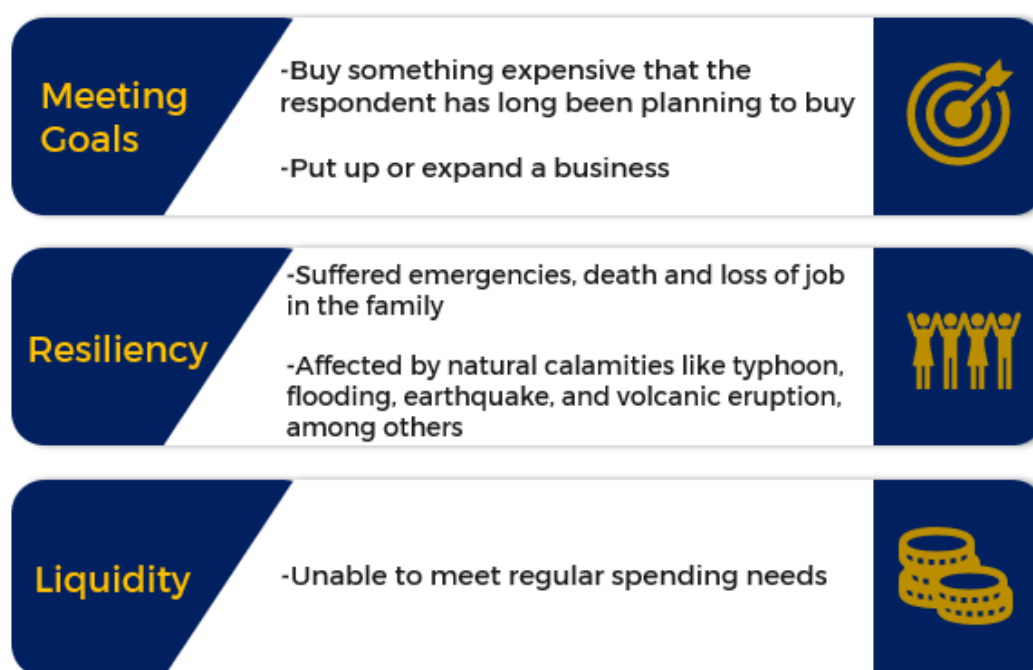 Meeting
Goals
-Buy something expensive that the
respondent has long been planning to buy
-Put up or expand a business
Resiliency
-Suffered emergencies, death and loss of job
in the family
-Affected by natural calamities like typhoon,
flooding, earthquake, and volcanic eruption,
among others
Liquidity
-Unable to meet regular spending needs